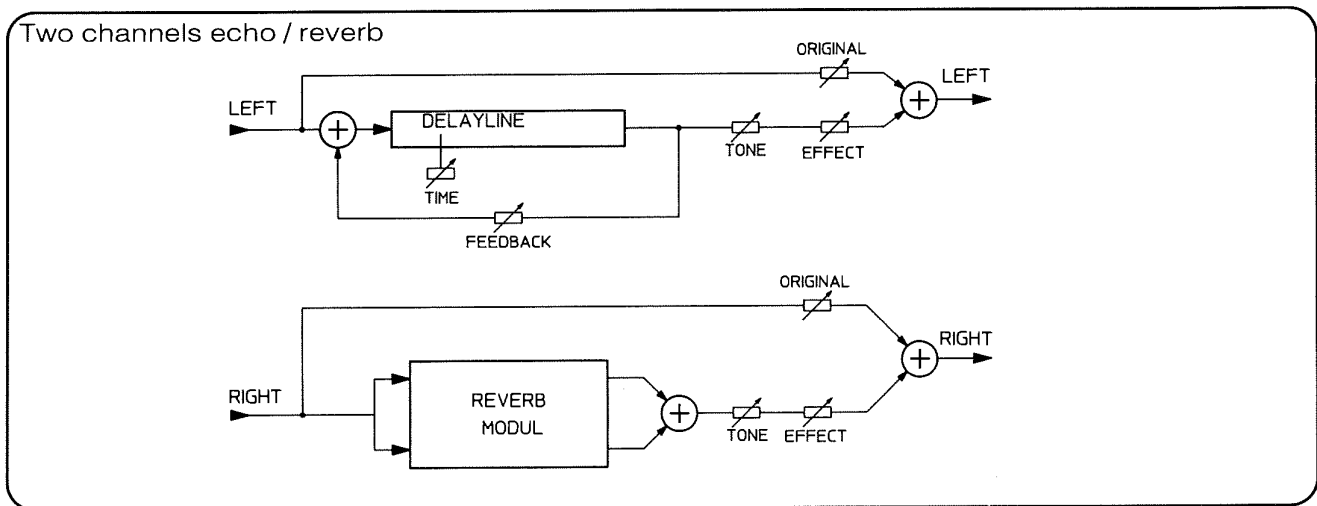 Two channels echo / reverb
ORIGINAL
LEFT
LEFT
DELAYLINE
TONE
EFFECT
TIME
FEEDBACK
ORIGINAL
RIGHT
RIGHT
REVERB
MODUL
TONE
EFFECT